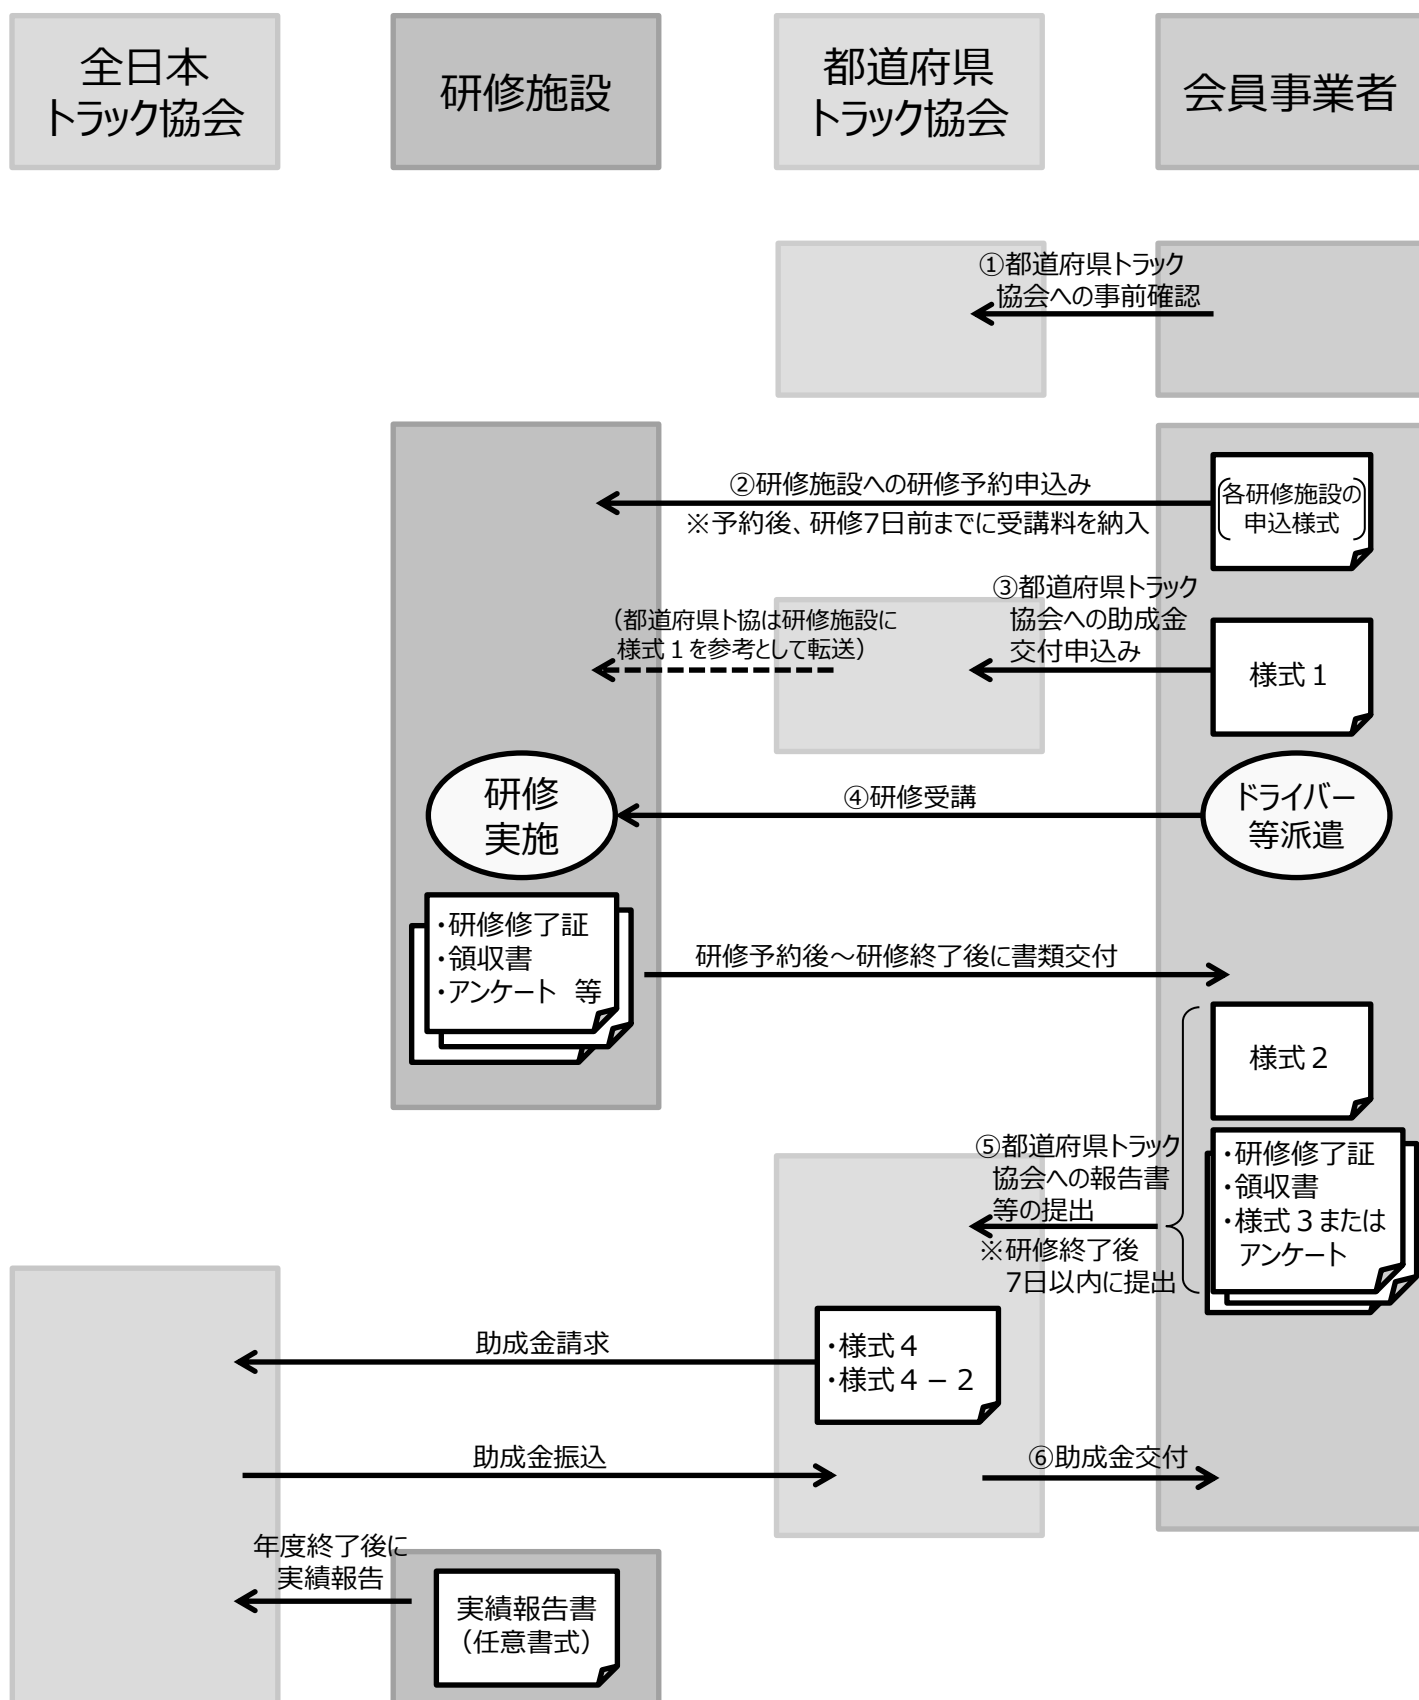 全日本
トラック協会
研修施設
都道府県
トラック協会
会員事業者
①都道府県トラック
協会への事前確認
②研修施設への研修予約申込み
※予約後、研修7日前までに受講料を納入
各研修施設の
申込様式
③都道府県トラック
協会への助成金
交付申込み
（都道府県ト協は研修施設に
様式１を参考として転送）
様式１
研修
実施
④研修受講
ドライバー
等派遣
・研修修了証
・領収書
・アンケート　等
研修予約後～研修終了後に書類交付
様式２
⑤都道府県トラック
協会への報告書
等の提出
※研修終了後
7日以内に提出
・研修修了証
・領収書
・様式３または
アンケート
助成金請求
・様式４
・様式４－２
助成金振込
⑥助成金交付
年度終了後に
実績報告
実績報告書
（任意書式）